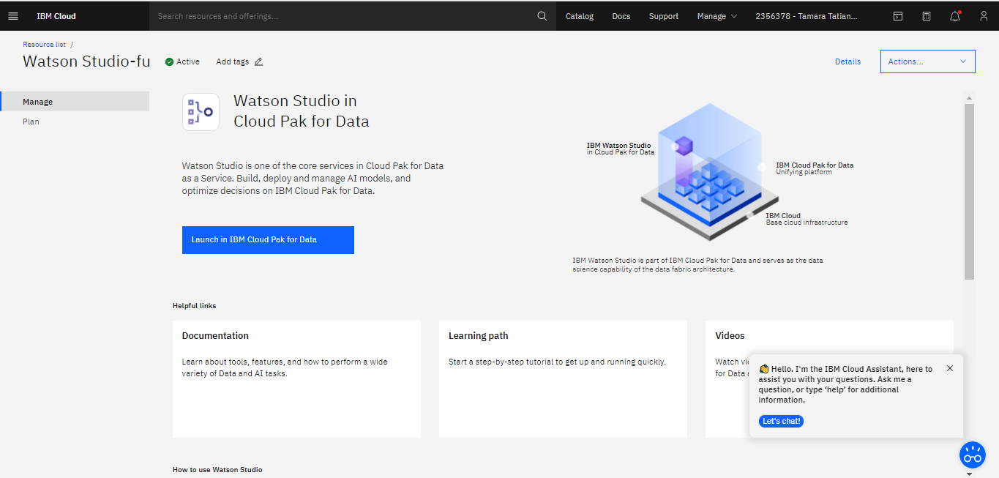 IBM Cloud
Search resources and offerings...
Catalog
Docs
Support
Manage
2356378 - Tamara Tatian...
Resource list /
Watson Studio-fu
Active
Add tags
Details
Actions...
Manage
Plan
Watson Studio in
Cloud Pak for Data
Watson Studio is one of the core services in Cloud Pak for Data
as a Service. Build, deploy and manage AI models, and
optimize decisions on IBM Cloud Pak for Data.
Launch in IBM Cloud Pak for Data
IBM Watson Studio
in Cloud Pak for Data
IBM Cloud Pak for Data
Unifying platform
IBM Cloud
Base cloud infrastructure
IBM Watson Studio is part of IBM Cloud Pak for Data and serves as the data
science capability of the data fabric architecture.
Helpful links
Documentation
Learn about tools, features, and how to perform a wide
variety of Data and AI tasks.
Learning path
Start a step-by-step tutorial to get up and running quickly.
Videos
Watch
for Data
👋 Hello. I'm the IBM Cloud Assistant, here to
assist you with your questions. Ask me a
question, or type ‘help’ for additional
information.
Let's chat!
How to use Watson Studio